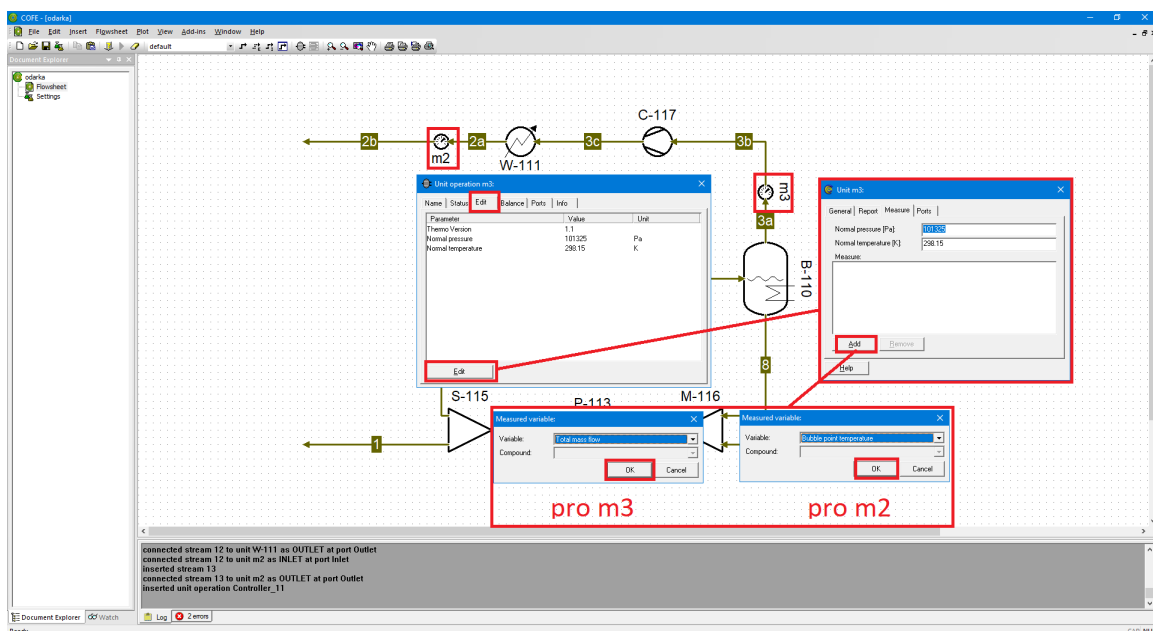 COFE - [odarka]
File Edit Insert Flowsheet Plot View Add-ins Window Help
default
Document Explorer
odarka
Flowsheet
Settings
C-117
2b
2a
3c
3b
m2
W-111
m3
3a
B-110
8
Unit operation m3:
Name Status Edit Balance Ports Info
Parameter Value Unit
Thermo Version 1.1
Normal pressure 101325 Pa
Normal temperature 298.15 K
Edit
Unit m3:
General Report Measure Ports
Normal pressure [Pa]: 101325
Normal temperature [K]: 298.15
Measure:
Add Remove
Help
S-115
P-113
M-116
1
Measured variable:
Variable: Total mass flow
Compound:
OK Cancel
Measured variable:
Variable: Bubble point temperature
Compound:
OK Cancel
pro m3
pro m2
connected stream 12 to unit W-111 as OUTLET at port Outlet
connected stream 12 to unit m2 as INLET at port Inlet
inserted stream 13
connected stream 13 to unit m2 as OUTLET at port Outlet
inserted unit operation Controller_11
Document Explorer Watch
Log 2 errors